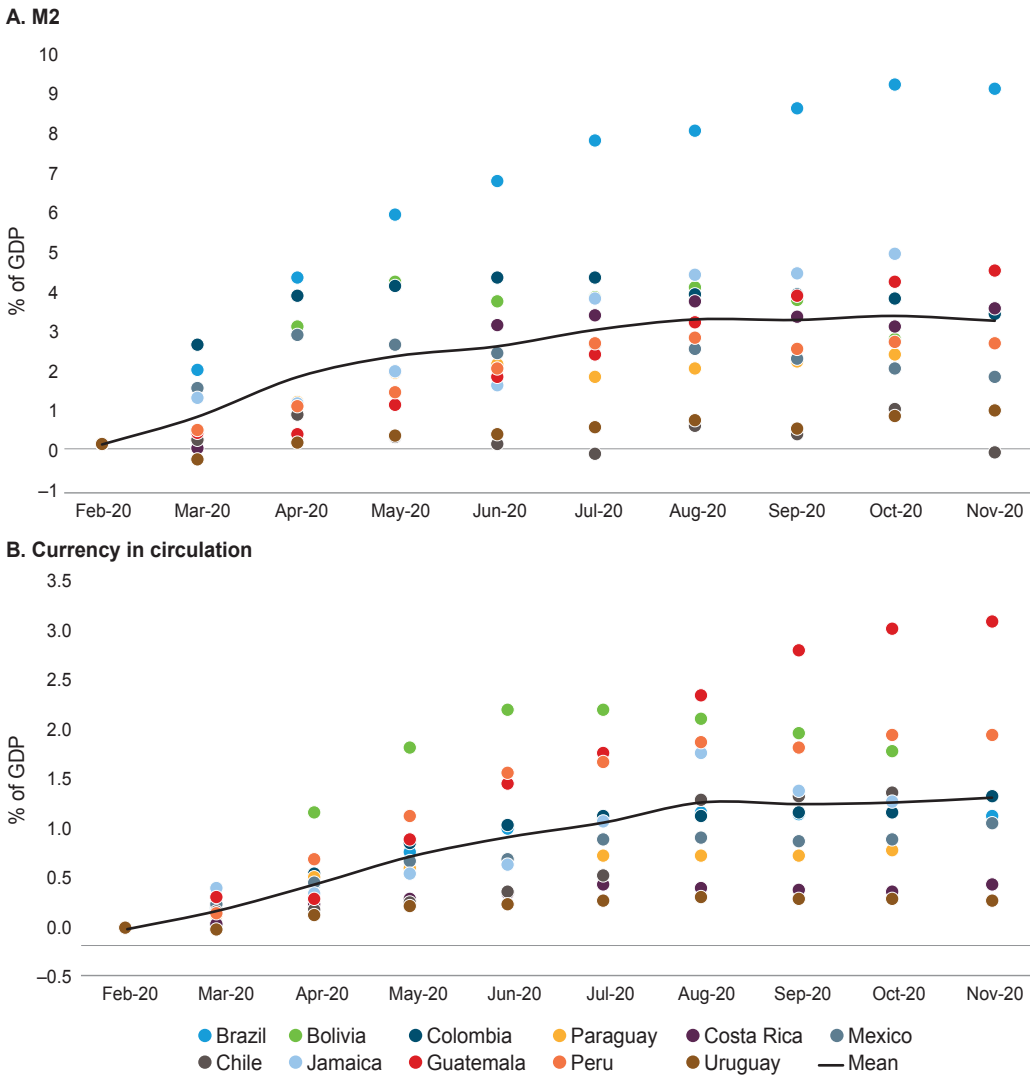 A. M2
10
9
8
7
6
5
4
3
2
1
0
–1
% of GDP
Feb-20 Mar-20 Apr-20 May-20 Jun-20 Jul-20 Aug-20 Sep-20 Oct-20 Nov-20
B. Currency in circulation
3.5
3.0
2.5
2.0
1.5
1.0
0.5
0.0
–0.5
% of GDP
Feb-20 Mar-20 Apr-20 May-20 Jun-20 Jul-20 Aug-20 Sep-20 Oct-20 Nov-20
Brazil Bolivia Colombia Paraguay Costa Rica Mexico
Chile Jamaica Guatemala Peru Uruguay Mean